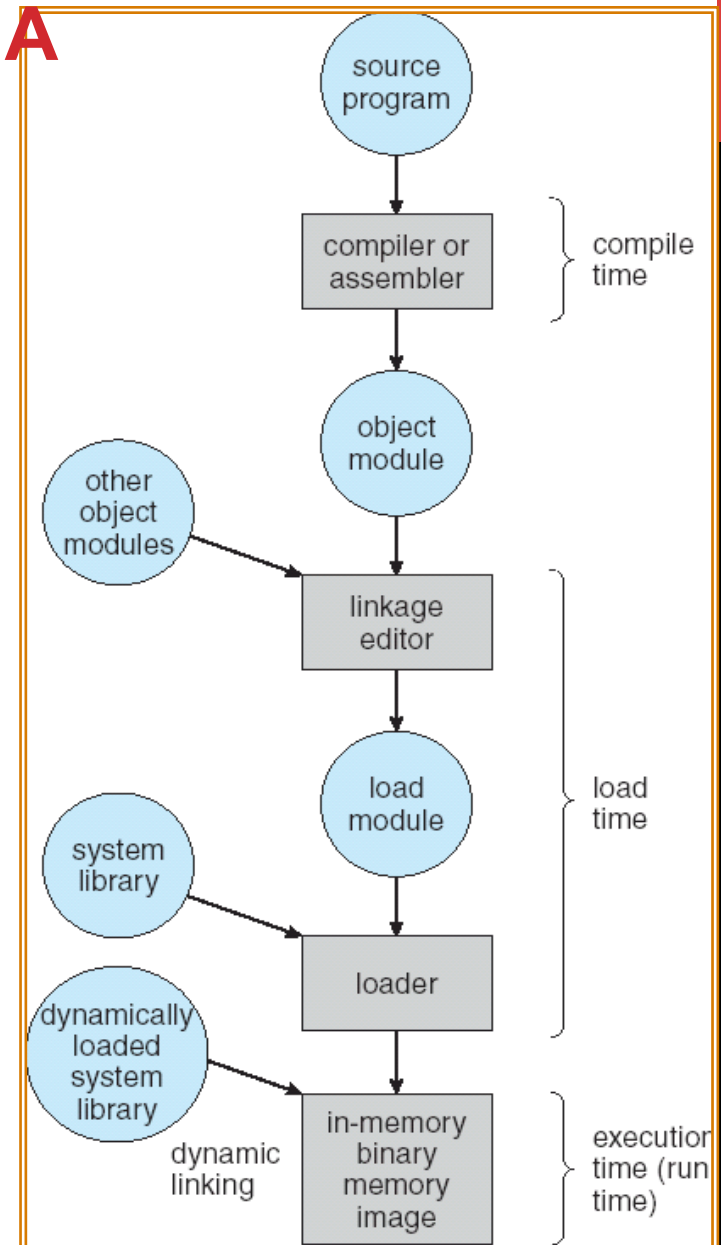 A
source
program
compiler or
assembler
compile
time
object
module
other
object
modules
linkage
editor
load
module
load
time
system
library
loader
dynamically
loaded
system
library
dynamic
linking
in-memory
binary
memory
image
execution
time (run
time)